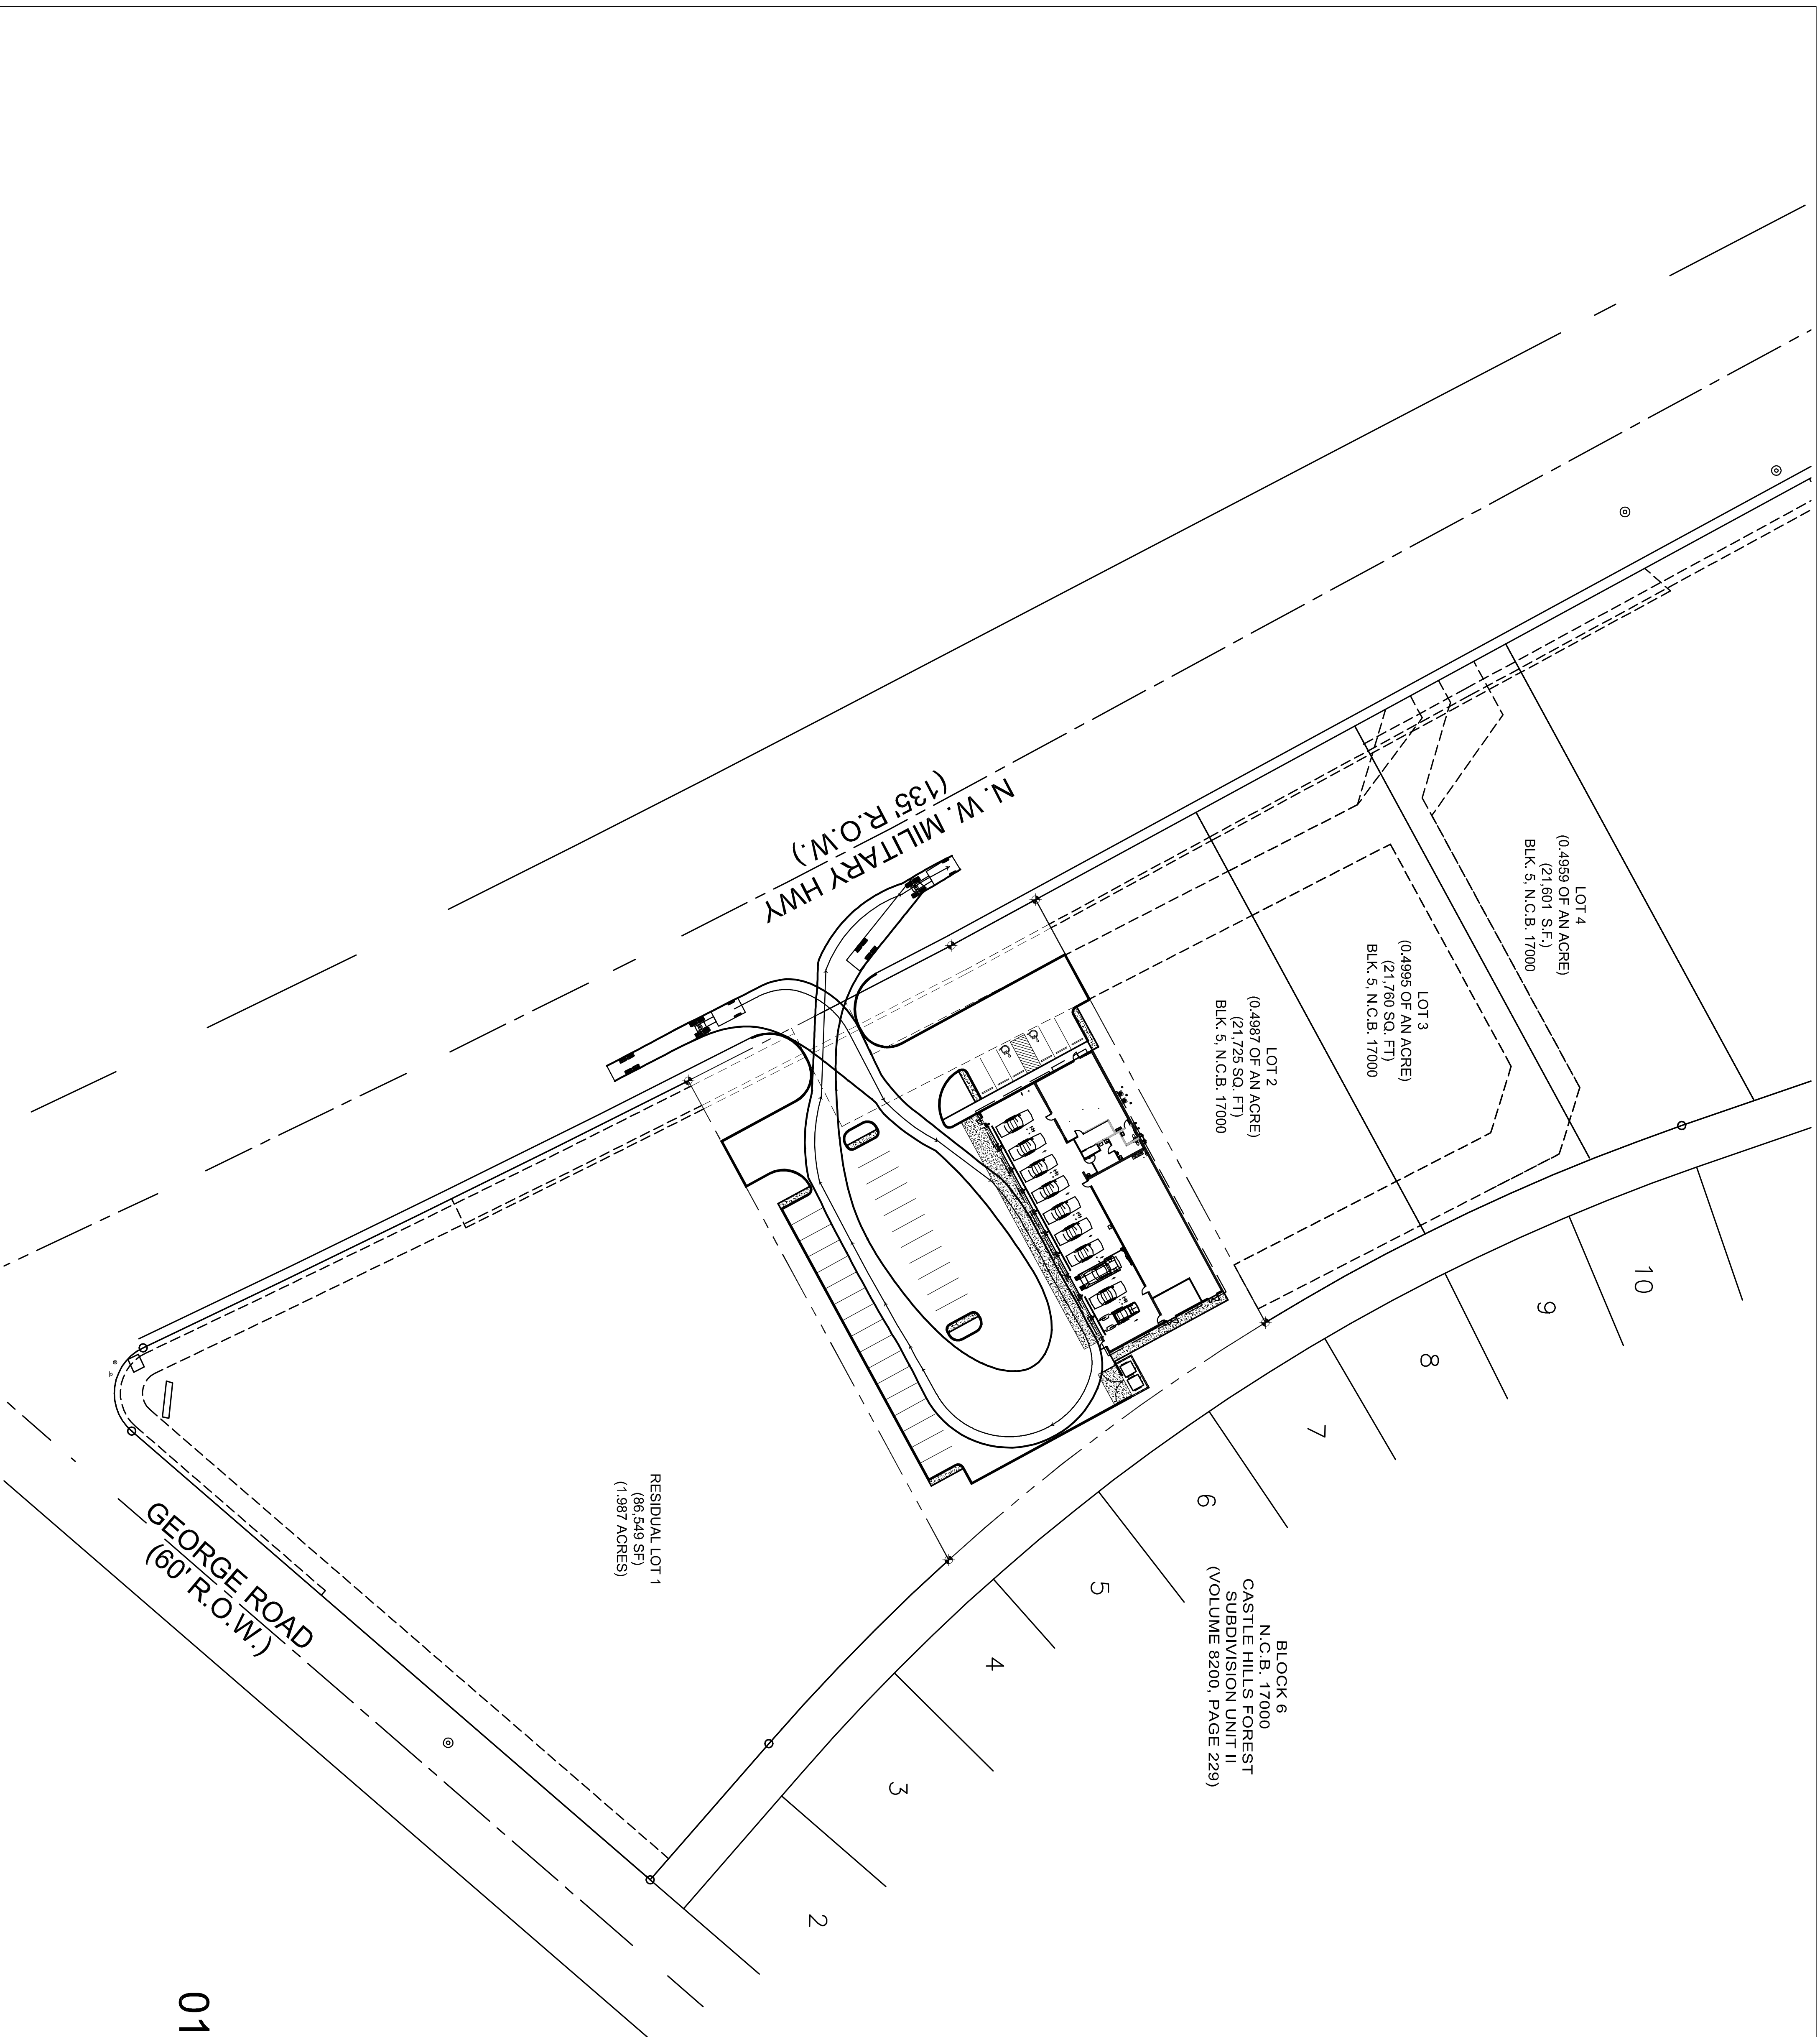 LOT 4
(0.4959 OF AN ACRE)
(21,601 S.F.)
BLK. 5, N.C.B. 17000
LOT 3
(0.4995 OF AN ACRE)
(21,760 SQ. FT)
BLK. 5, N.C.B. 17000
LOT 2
(0.4987 OF AN ACRE)
(21,725 SQ. FT)
BLK. 5, N.C.B. 17000
N. W. MILITARY HWY
(135' R.O.W.)
10
9
8
7
6
5
4
3
2
BLOCK 6
N.C.B. 17000
CASTLE HILLS FOREST
SUBDIVISION UNIT II
(VOLUME 8200, PAGE 229)
RESIDUAL LOT 1
(86,549 SF)
(1.987 ACRES)
GEORGE ROAD
(60' R.O.W.)
01